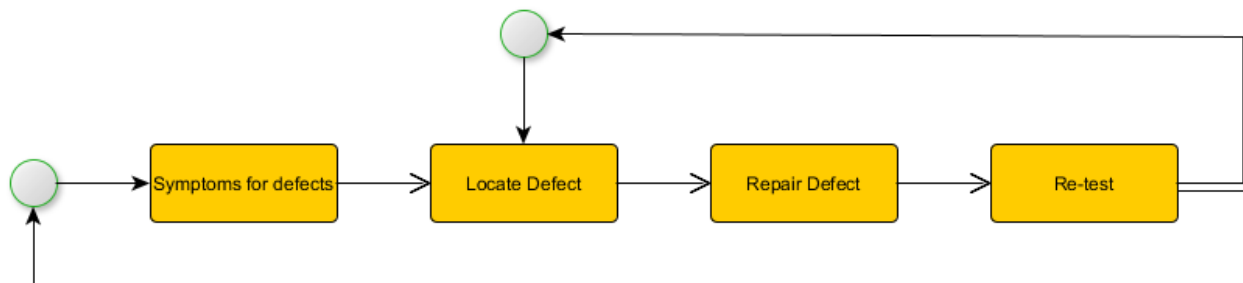 Symptoms for defects
Locate Defect
Repair Defect
Re-test